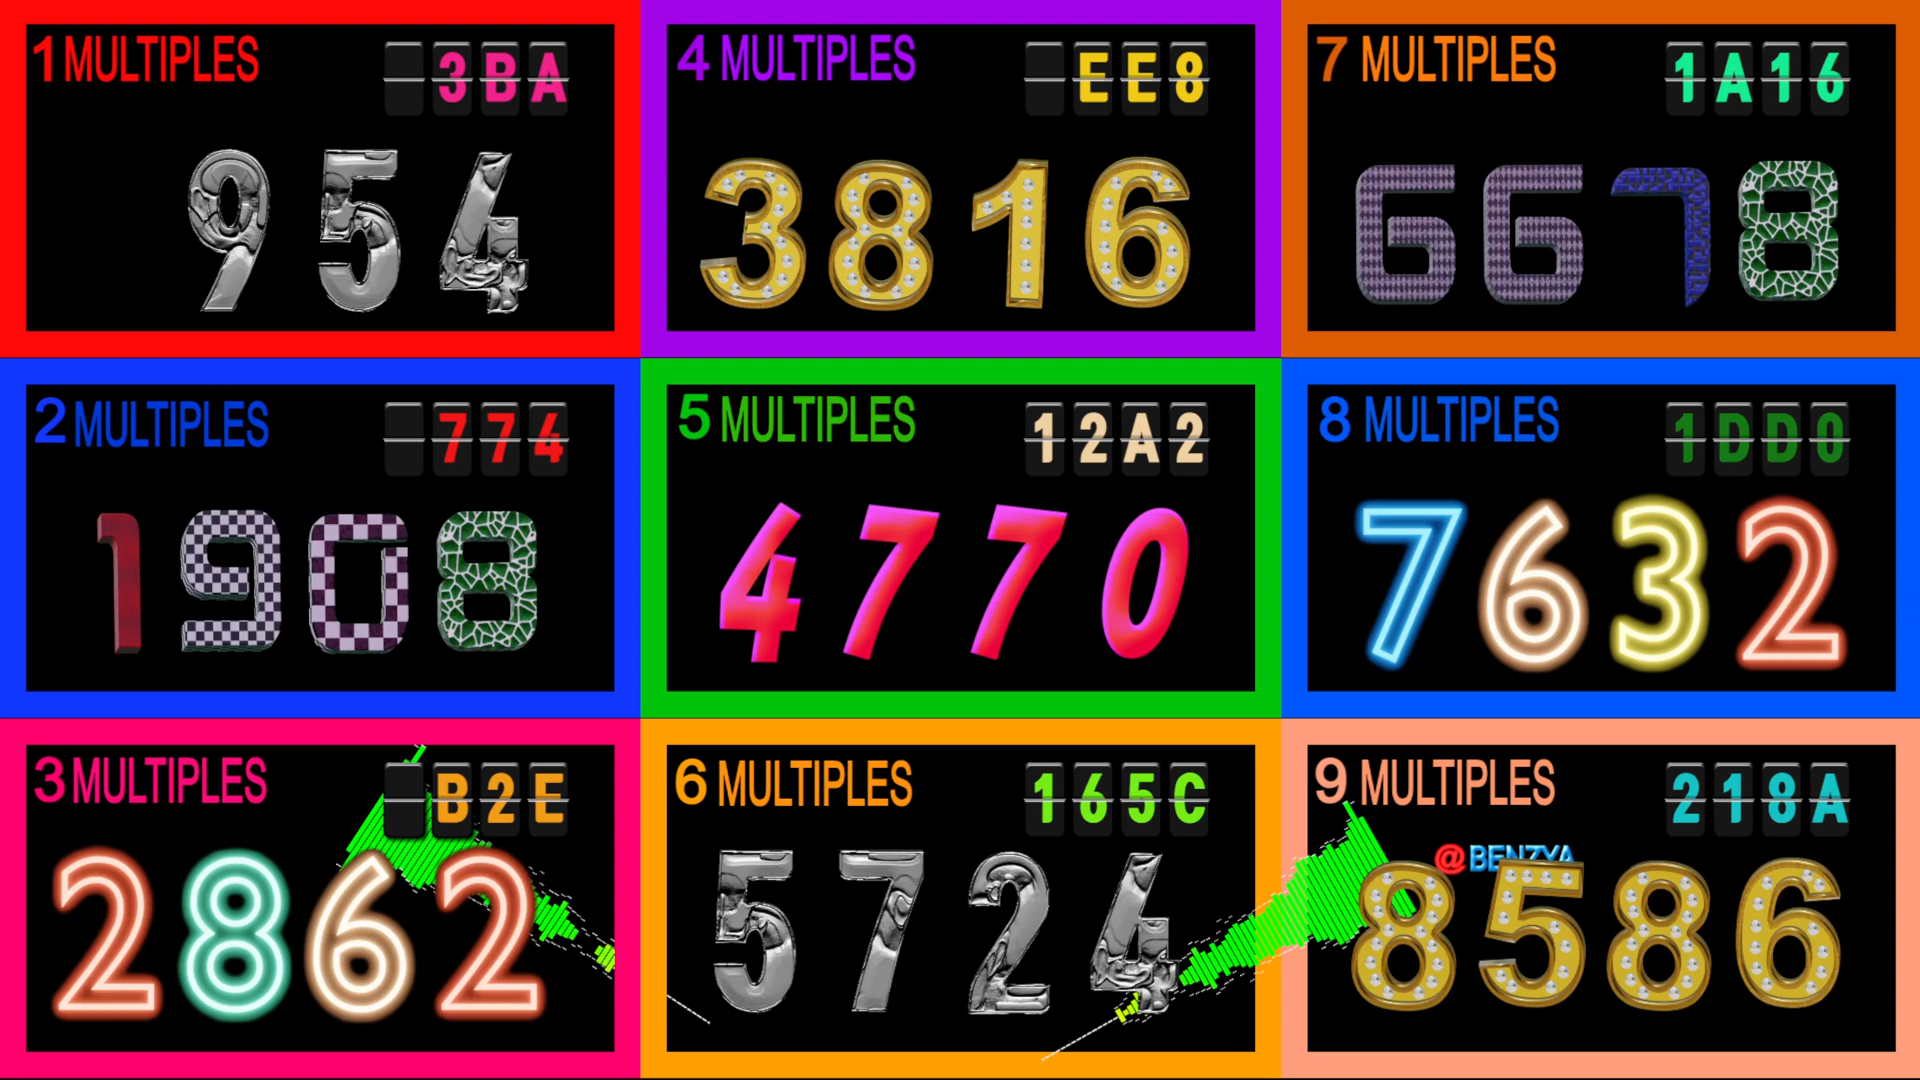 1 MULTIPLES
3BA
954
4 MULTIPLES
EE8
3816
7 MULTIPLES
1A16
6678
2 MULTIPLES
774
1908
5 MULTIPLES
12A2
4770
8 MULTIPLES
1DD0
7632
3 MULTIPLES
B2E
2862
6 MULTIPLES
165C
5724
9 MULTIPLES
218A
@BENZYA
8586